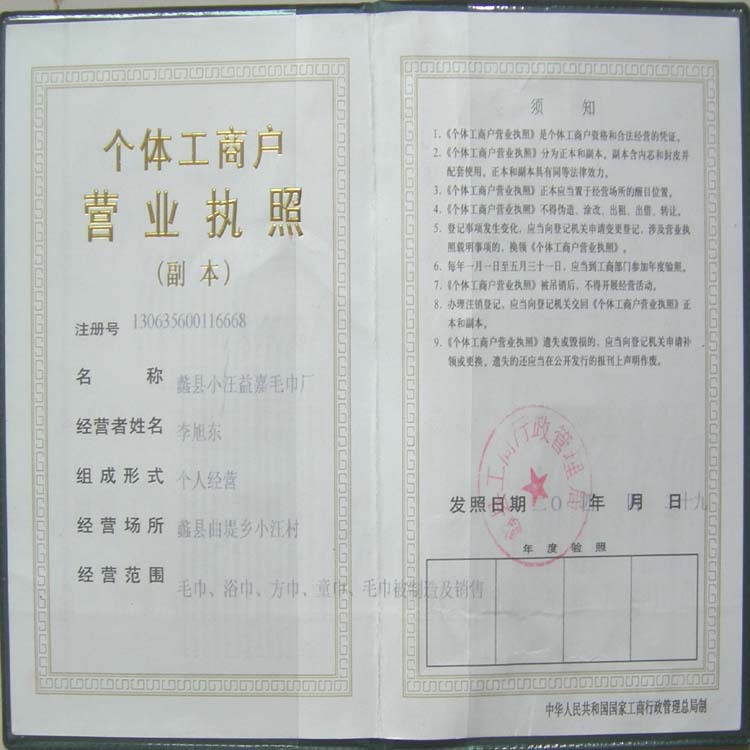 个体工商户
营业执照
(副本)
注册号 130635600116668
名称 蠡县小汪益嘉毛巾厂
经营者姓名 李旭东
组成形式 个人经营
经营场所 蠡县曲堤乡小汪村
经营范围 毛巾、浴巾、方巾、童巾、毛巾被制造及销售
须知
1.《个体工商户营业执照》是个体工商户资格和合法经营的凭证。
2.《个体工商户营业执照》分为正本和副本。副本含内芯和封皮并
配套使用。正本和副本具有同等法律效力。
3.《个体工商户营业执照》正本应当置于经营场所的醒目位置。
4.《个体工商户营业执照》不得伪造、涂改、出租、出借、转让。
5. 登记事项发生变化，应当向登记机关申请变更登记，涉及营业执
照载明事项的，换领《个体工商户营业执照》。
6. 每年一月一日至五月三十一日，应当到工商部门参加年度验照。
7.《个体工商户营业执照》被吊销后，不得开展经营活动。
8. 办理注销登记，应当向登记机关交回《个体工商户营业执照》正
本和副本。
9.《个体工商户营业执照》遗失或毁损的，应当向登记机关申请补
领或更换。遗失的还应当在公开发行的报刊上声明作废。
工商行政管理局
发照日期 二〇 年 月 十九日
年度验照
中华人民共和国国家工商行政管理总局制